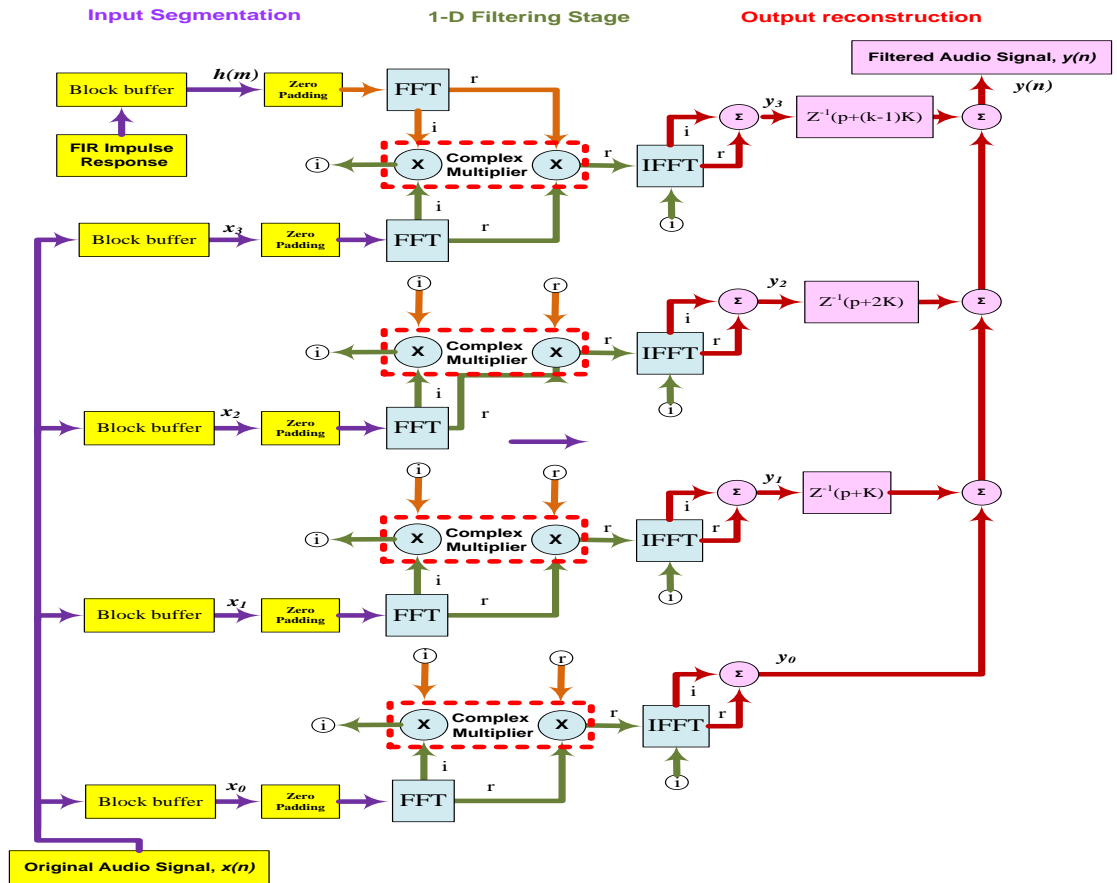 Input Segmentation
1-D Filtering Stage
Output reconstruction
Filtered Audio Signal, y(n)
Block buffer
h(m)
Zero
Padding
FFT
r
y3
Z-1(p+(k-1)K)
Σ
y(n)
Σ
FIR Impulse
Response
i
i
X
Complex
Multiplier
X
r
IFFT
i
r
i
i
Block buffer
x3
Zero
Padding
FFT
r
i
r
i
X
Complex
Multiplier
X
r
IFFT
i
r
Σ
y2
Z-1(p+2K)
Σ
i
i
Block buffer
x2
Zero
Padding
FFT
r
i
r
i
X
Complex
Multiplier
X
r
IFFT
i
r
Σ
y1
Z-1(p+K)
Σ
i
i
Block buffer
x1
Zero
Padding
FFT
r
i
r
i
X
Complex
Multiplier
X
r
IFFT
i
r
Σ
y0
i
i
Block buffer
x0
Zero
Padding
FFT
r
Original Audio Signal, x(n)